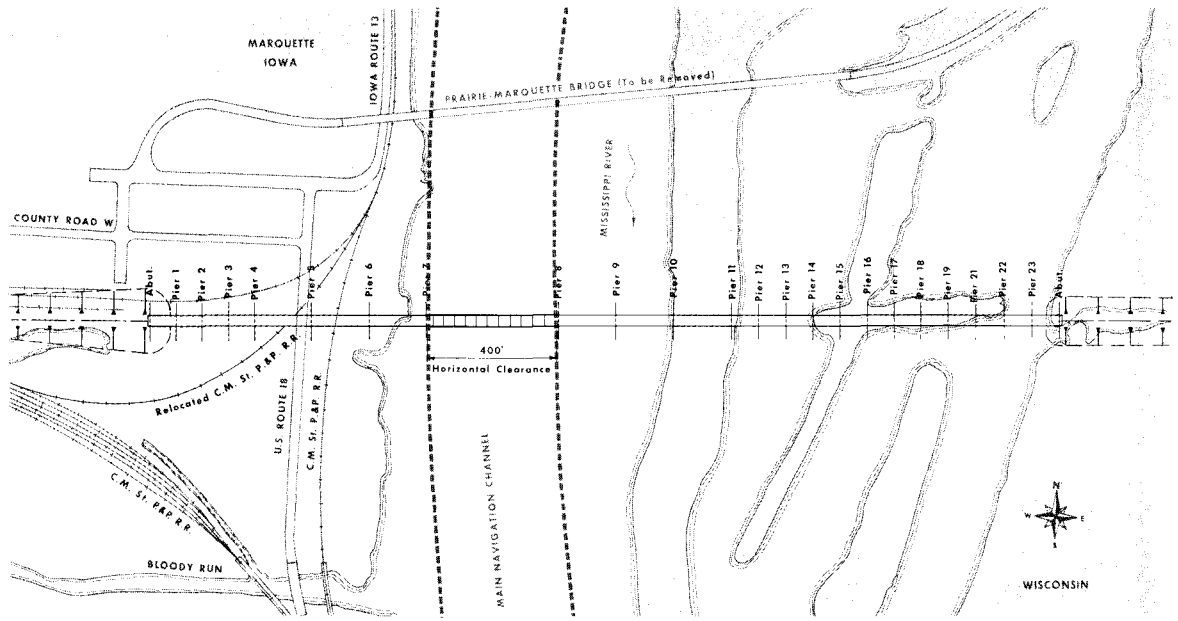 MARQUETTE
IOWA
IOWA ROUTE 13
PRAIRIE-MARQUETTE BRIDGE (To be Removed)
MISSISSIPPI RIVER
COUNTY ROAD W
Abut.
Pier 1
Pier 2
Pier 3
Pier 4
Pier 5
Pier 6
Pier 7
Pier 8
Pier 9
Pier 10
Pier 11
Pier 12
Pier 13
Pier 14
Pier 15
Pier 16
Pier 17
Pier 18
Pier 19
Pier 21
Pier 22
Pier 23
Abut.
400'
Horizontal Clearance
Relocated C.M. St. P.&P. R.R.
U.S. ROUTE 18
C.M. St. P.&P. R.R.
C.M. St. P.&P. R.R.
MAIN NAVIGATION CHANNEL
BLOODY RUN
N
W E
S
WISCONSIN